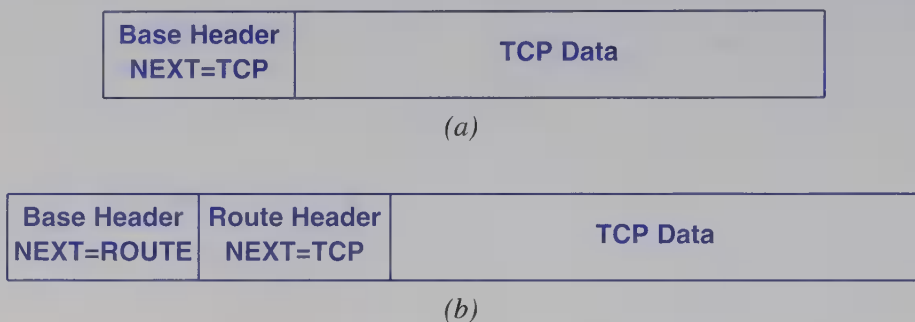 Base Header
NEXT=TCP
TCP Data
(a)
Base Header
NEXT=ROUTE
Route Header
NEXT=TCP
TCP Data
(b)